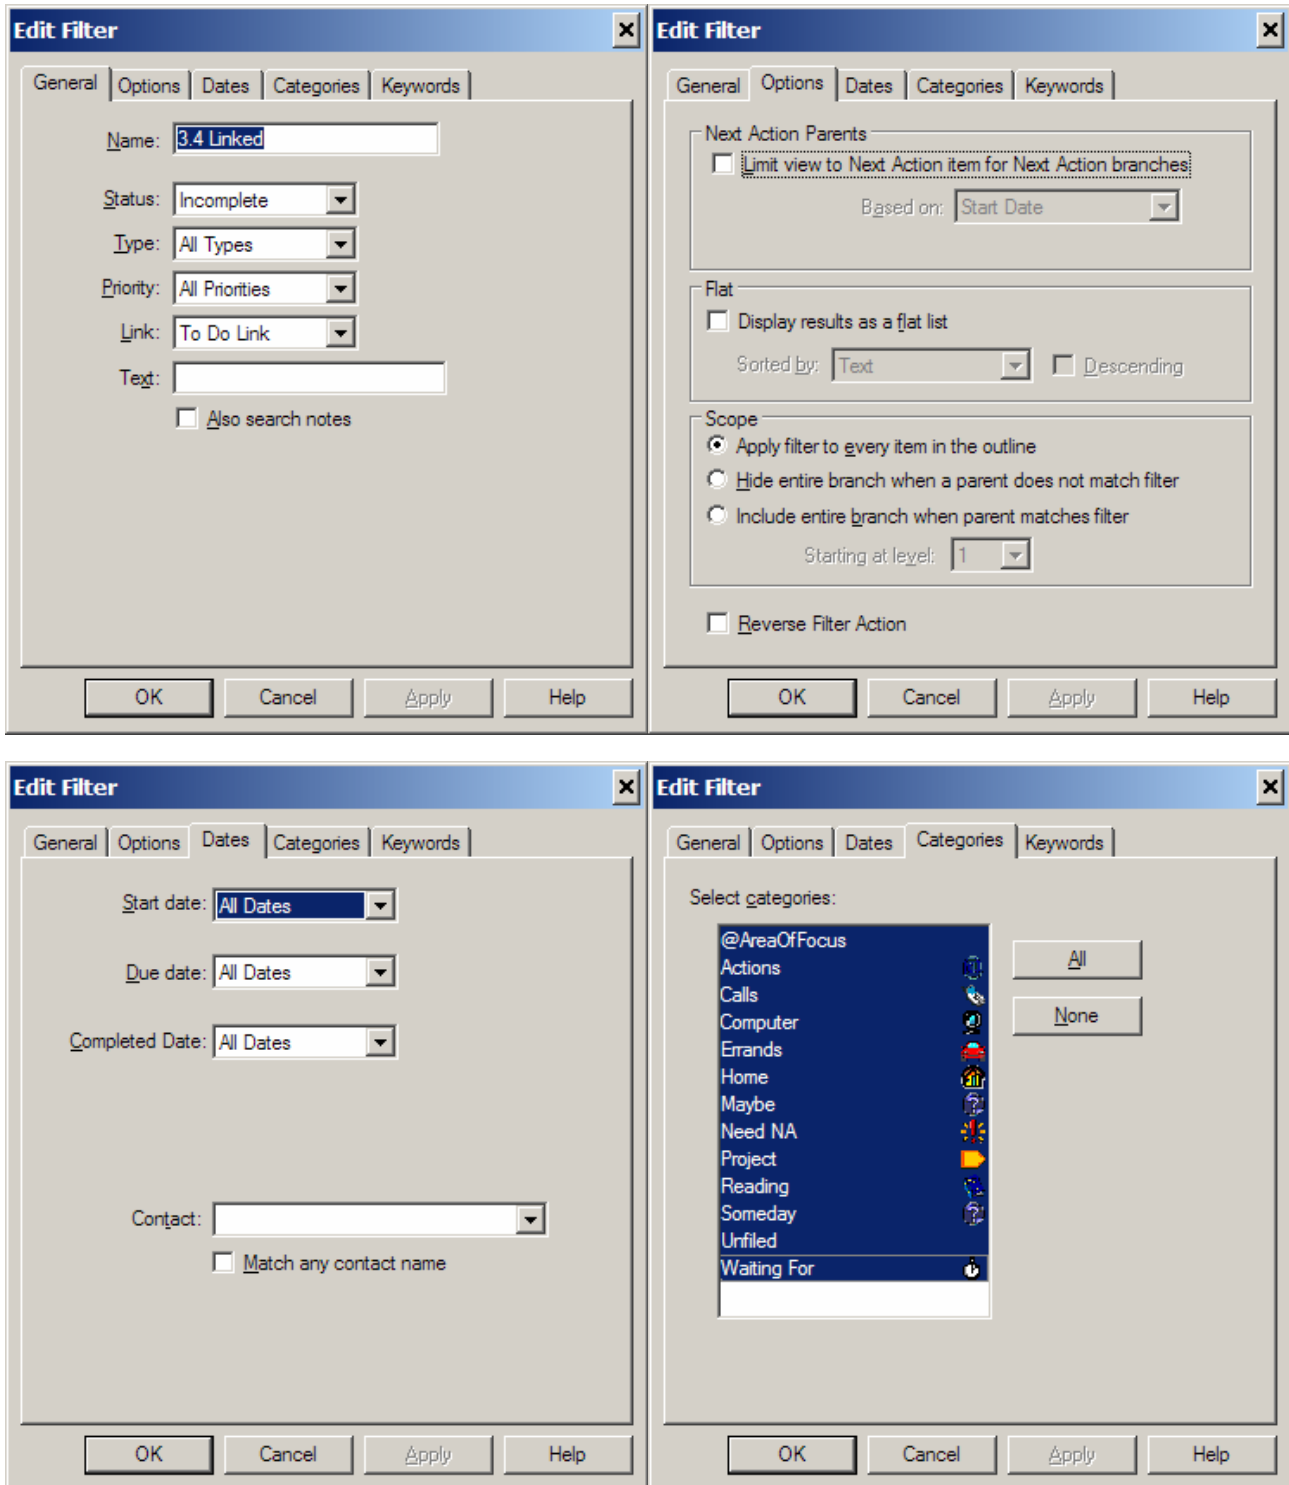 Edit Filter
General Options Dates Categories Keywords
Name: 3.4 Linked
Status: Incomplete
Type: All Types
Priority: All Priorities
Link: To Do Link
Text:
Also search notes
OK Cancel Apply Help
Edit Filter
General Options Dates Categories Keywords
Next Action Parents
Limit view to Next Action item for Next Action branches
Based on: Start Date
Flat
Display results as a flat list
Sorted by: Text Descending
Scope
Apply filter to every item in the outline
Hide entire branch when a parent does not match filter
Include entire branch when parent matches filter
Starting at level: 1
Reverse Filter Action
OK Cancel Apply Help
Edit Filter
General Options Dates Categories Keywords
Start date: All Dates
Due date: All Dates
Completed Date: All Dates
Contact:
Match any contact name
OK Cancel Apply Help
Edit Filter
General Options Dates Categories Keywords
Select categories:
@AreaOfFocus
Actions
Calls
Computer
Errands
Home
Maybe
Need NA
Project
Reading
Someday
Unfiled
Waiting For
All
None
OK Cancel Apply Help